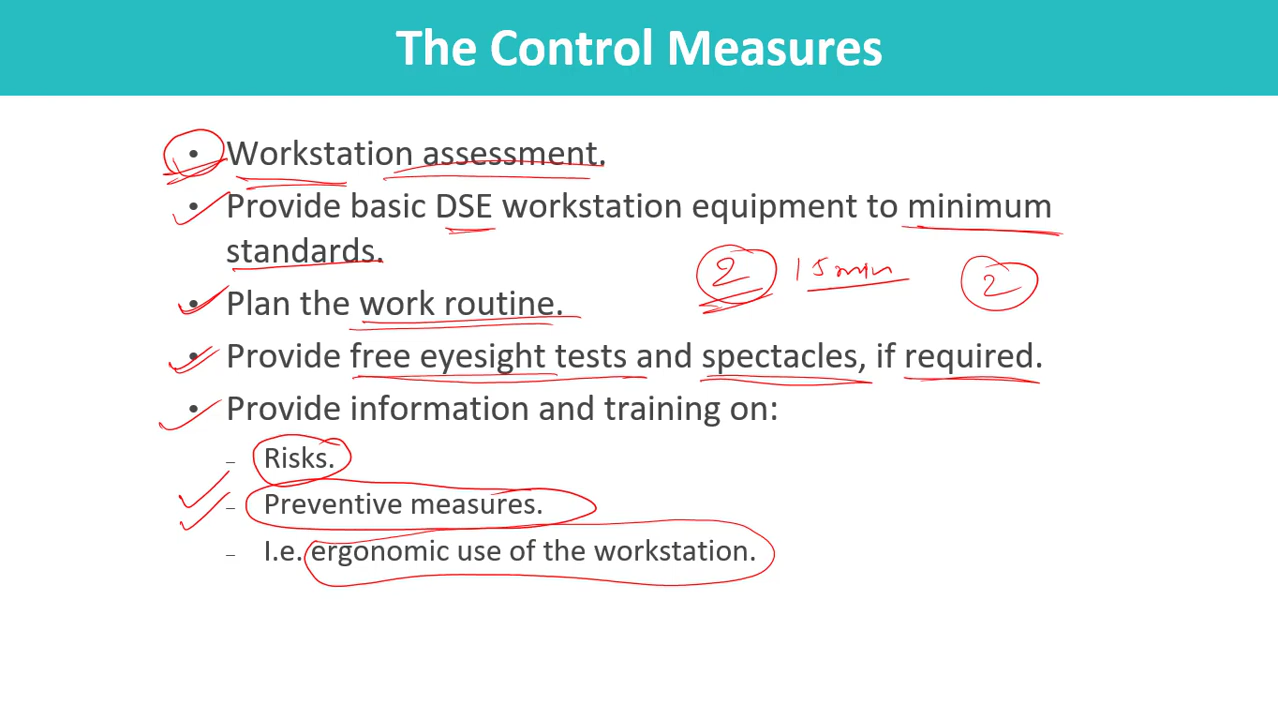 The Control Measures
• Workstation assessment.
• Provide basic DSE workstation equipment to minimum
standards.
2 15 min 2
• Plan the work routine.
• Provide free eyesight tests and spectacles, if required.
• Provide information and training on:
– Risks.
– Preventive measures.
– I.e. ergonomic use of the workstation.